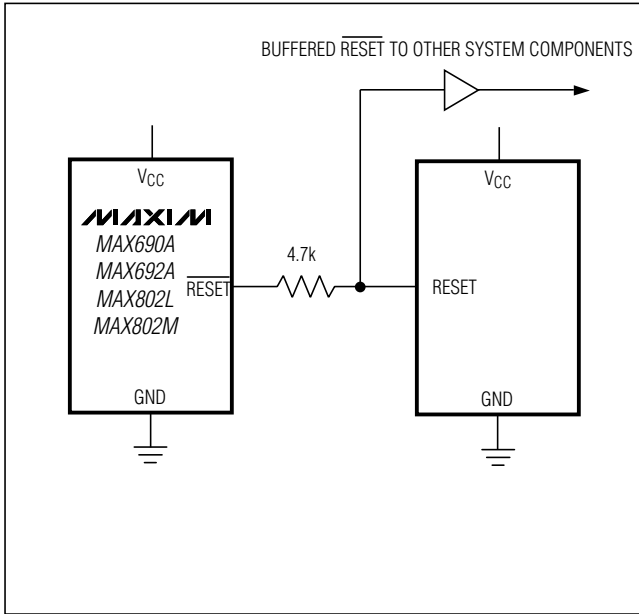 BUFFERED RESET TO OTHER SYSTEM COMPONENTS
VCC
MAXIM
MAX690A
MAX692A
MAX802L
MAX802M
RESET
GND
4.7k
VCC
RESET
GND